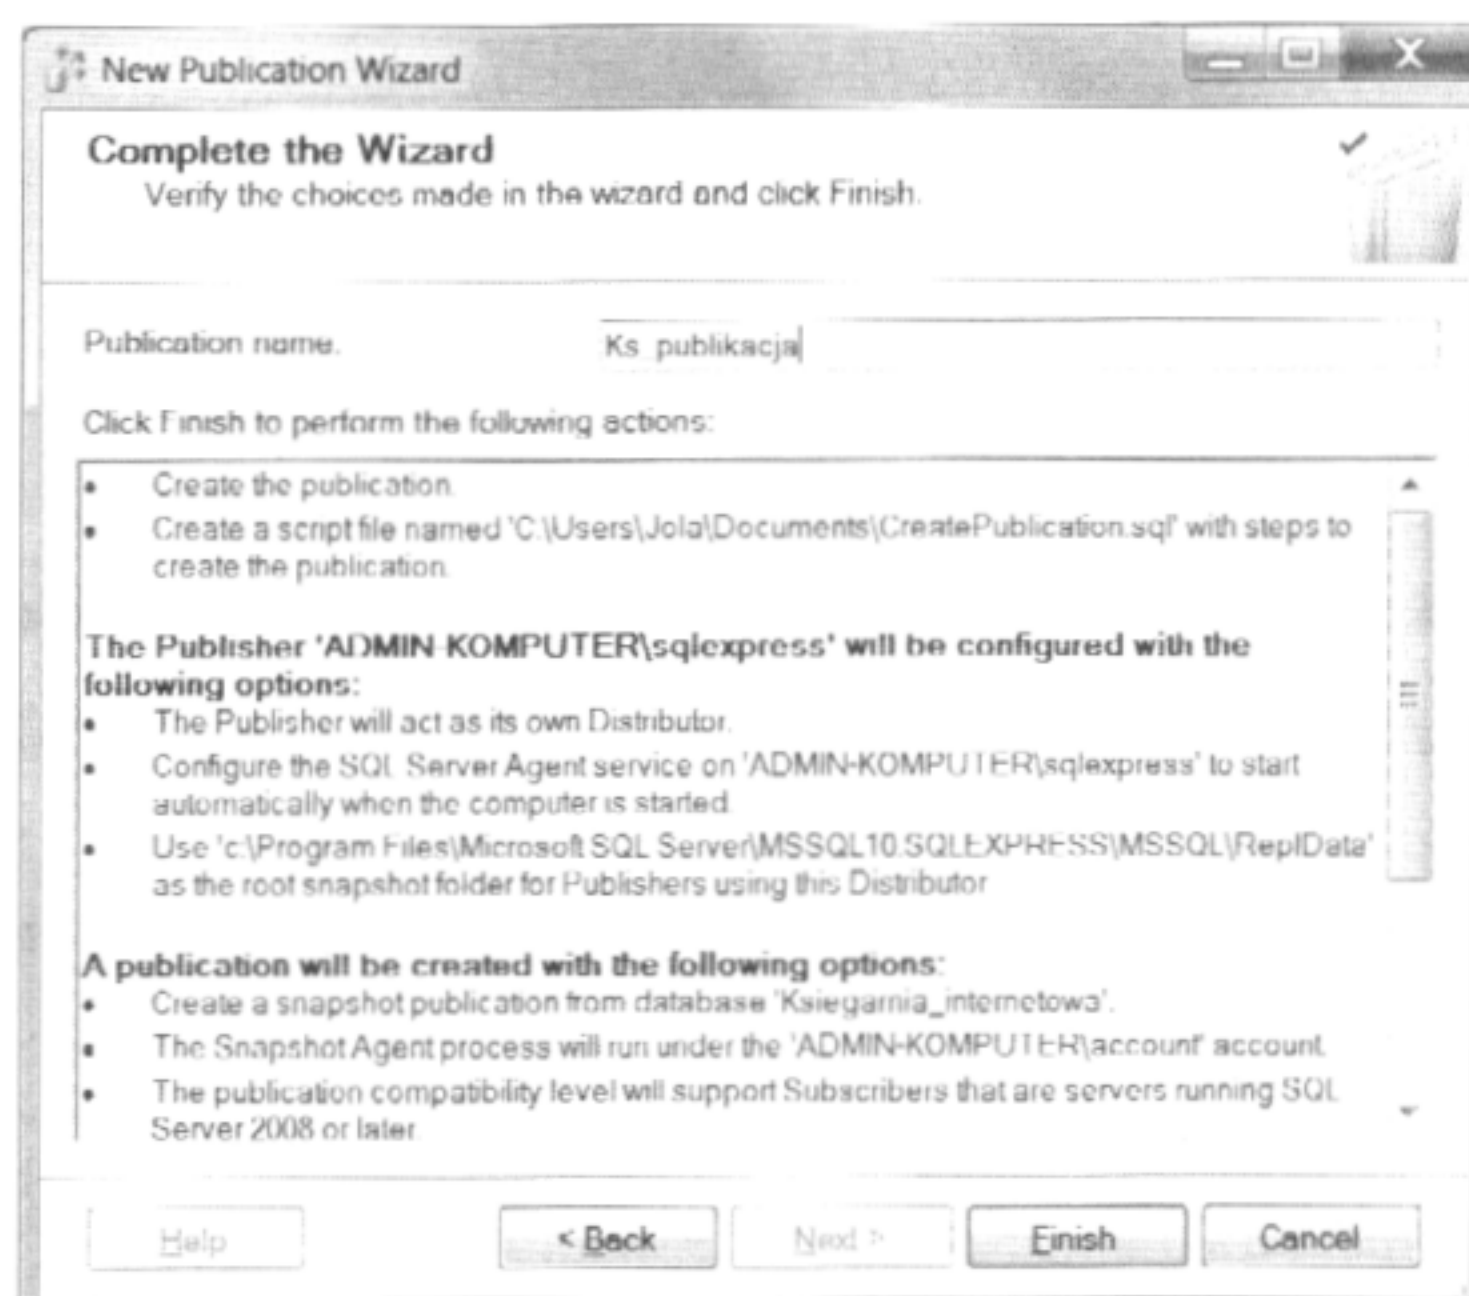 New Publication Wizard
Complete the Wizard
Verify the choices made in the wizard and click Finish.
Publication name:
Ks_publikacja
Click Finish to perform the following actions:
• Create the publication.
• Create a script file named 'C:\Users\Jola\Documents\CreatePublication.sql' with steps to
create the publication.
The Publisher 'ADMIN-KOMPUTER\sqlexpress' will be configured with the
following options:
• The Publisher will act as its own Distributor.
• Configure the SQL Server Agent service on 'ADMIN-KOMPUTER\sqlexpress' to start
automatically when the computer is started.
• Use 'c:\Program Files\Microsoft SQL Server\MSSQL10.SQLEXPRESS\MSSQL\ReplData'
as the root snapshot folder for Publishers using this Distributor
A publication will be created with the following options:
• Create a snapshot publication from database 'Ksiegarnia_internetowa'.
• The Snapshot Agent process will run under the 'ADMIN-KOMPUTER\account' account.
• The publication compatibility level will support Subscribers that are servers running SQL
Server 2008 or later.
Help
< Back
Next >
Finish
Cancel